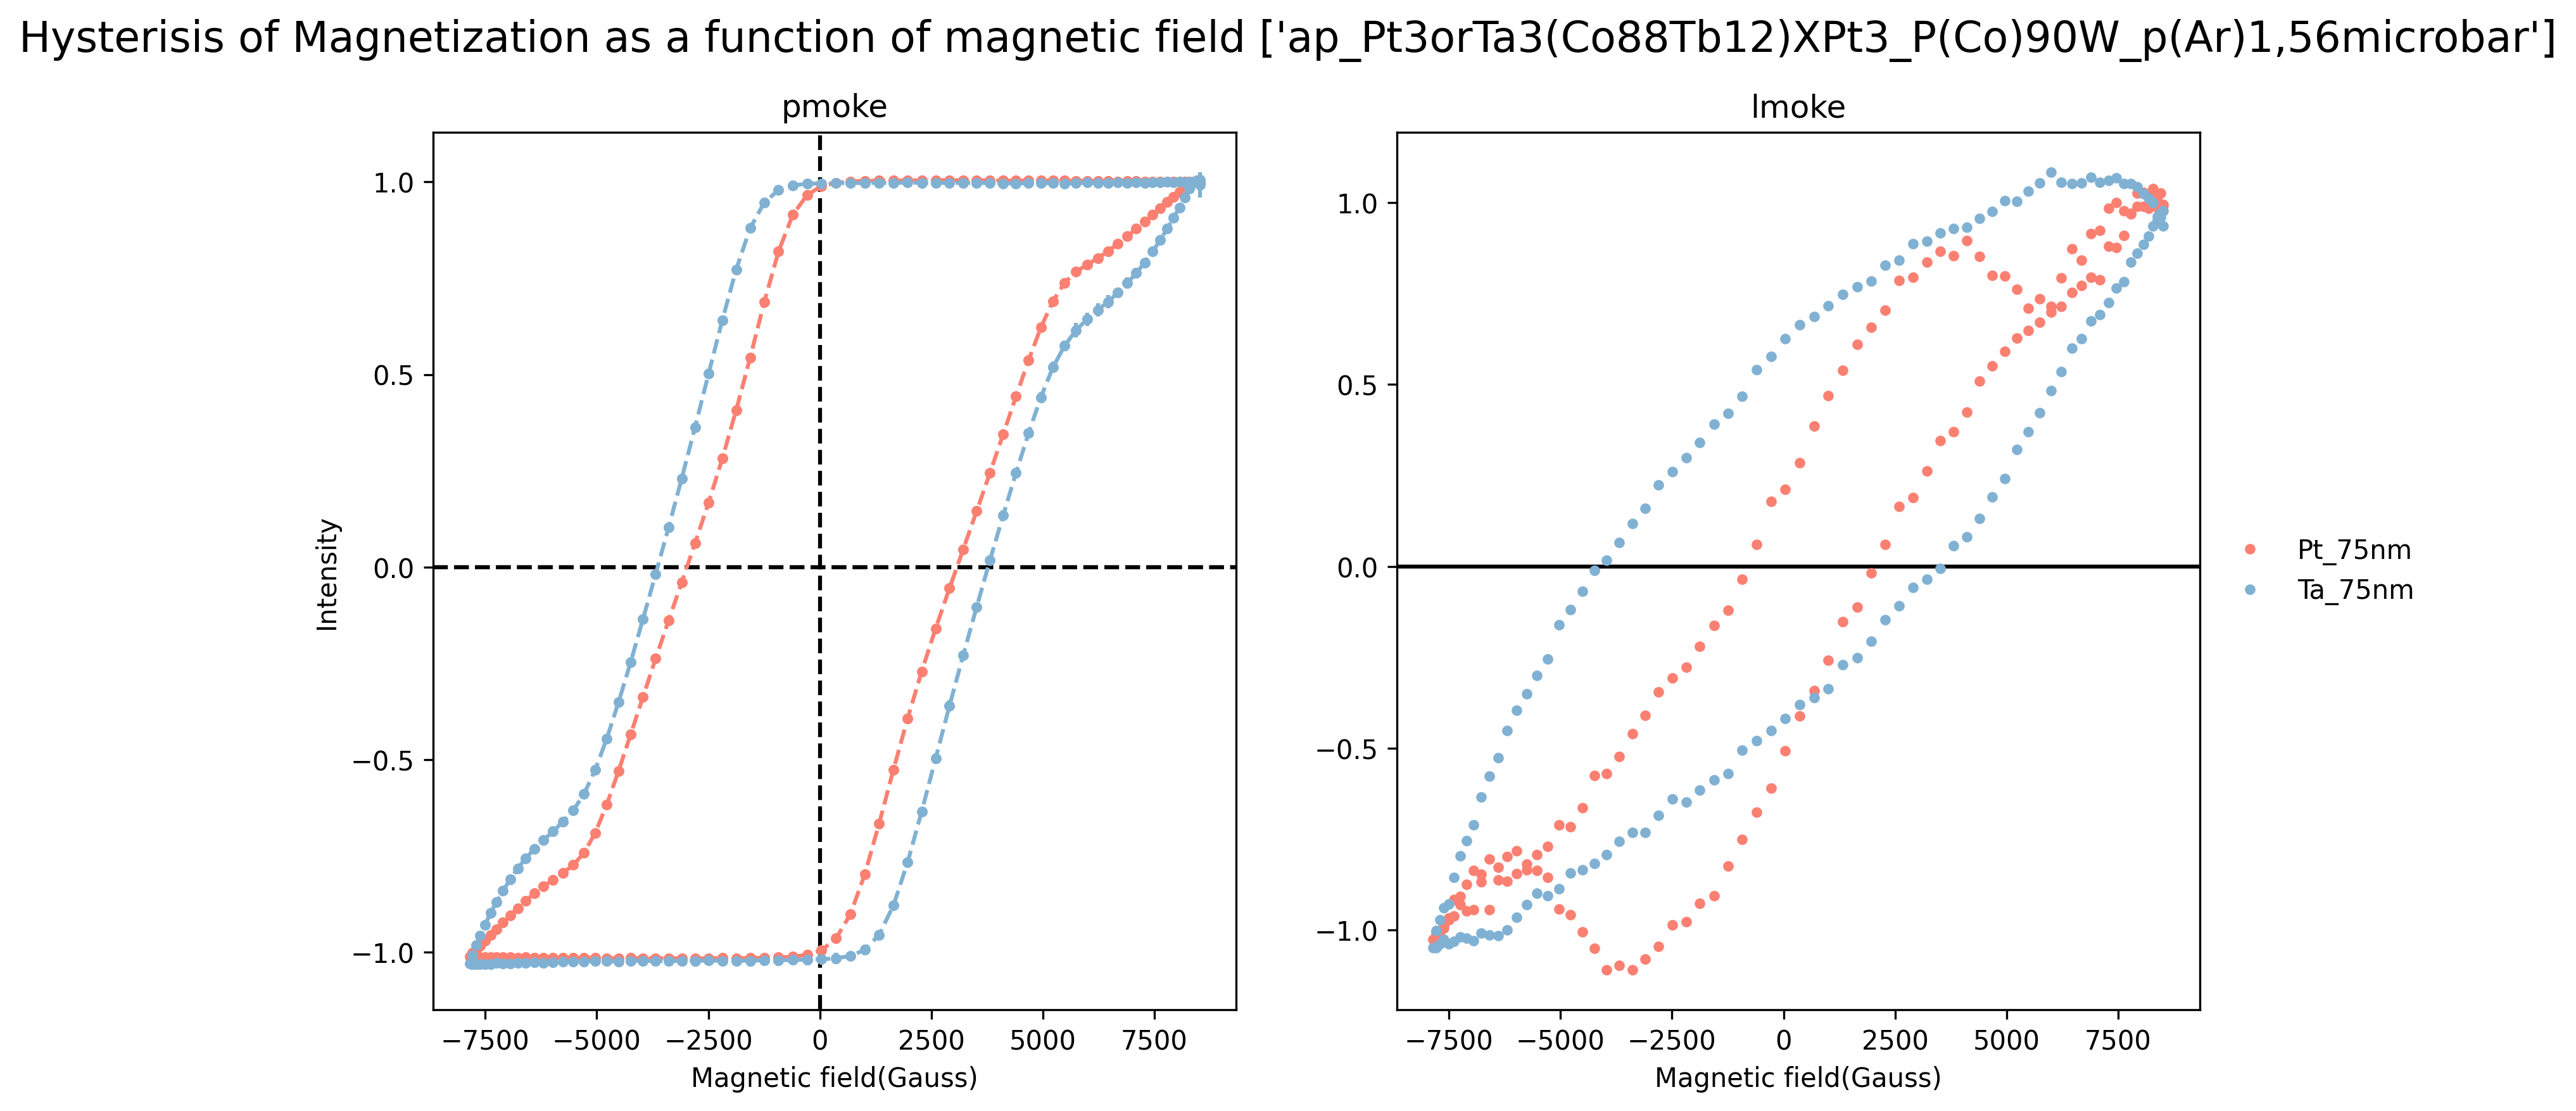 Hysterisis of Magnetization as a function of magnetic field ['ap_Pt3orTa3(Co88Tb12)XPt3_P(Co)90W_p(Ar)1,56microbar']
pmoke
1.0
0.5
0.0
−0.5
−1.0
Intensity
−7500 −5000 −2500 0 2500 5000 7500
Magnetic field(Gauss)
lmoke
1.0
0.5
0.0
−0.5
−1.0
−7500 −5000 −2500 0 2500 5000 7500
Magnetic field(Gauss)
Pt_75nm
Ta_75nm